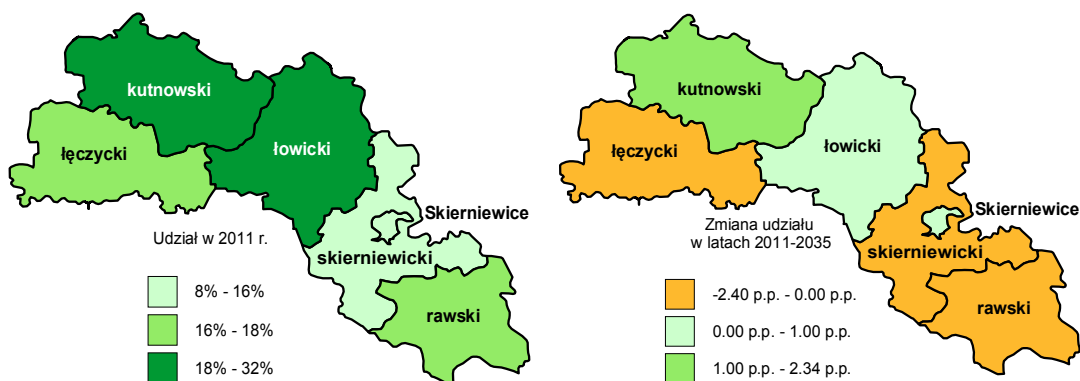 kutnowski
łęczycki
łowicki
Skierniewice
Udział w 2011 r.
skierniewicki
8% - 16%
16% - 18%
18% - 32%
rawski
kutnowski
łęczycki
łowicki
Skierniewice
Zmiana udziału
w latach 2011-2035
skierniewicki
-2.40 p.p. - 0.00 p.p.
0.00 p.p. - 1.00 p.p.
1.00 p.p. - 2.34 p.p.
rawski